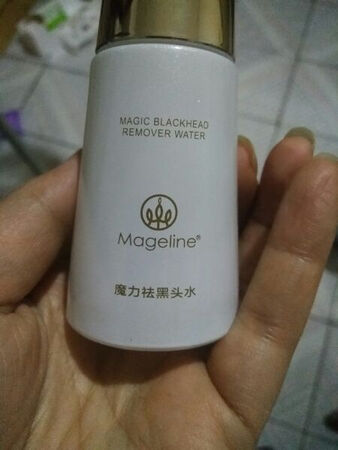 MAGIC BLACKHEAD
REMOVER WATER
Mageline®
魔力祛黑头水